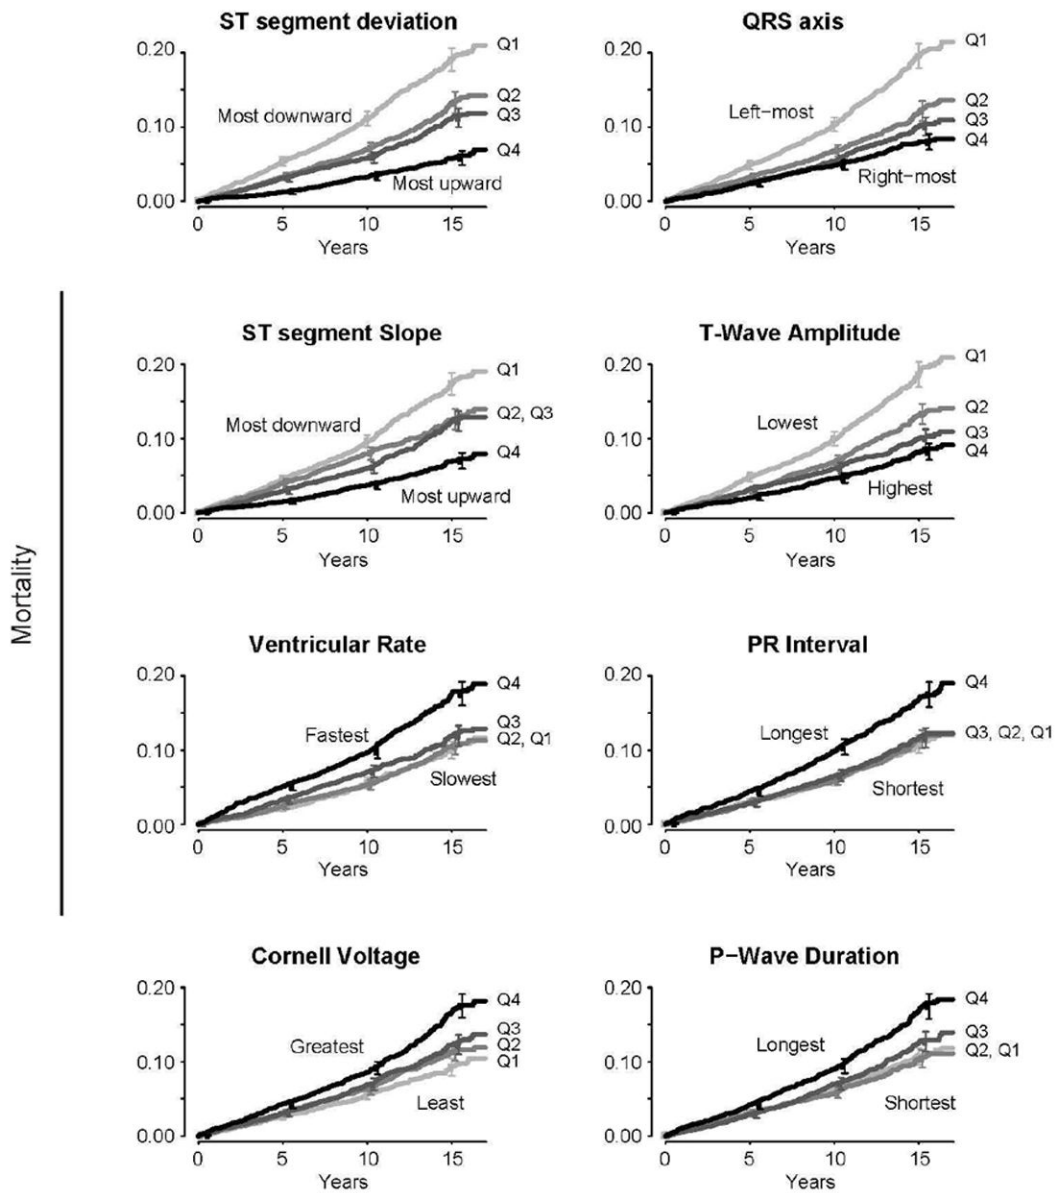 ST segment deviation
0.20
0.10
0.00
Q1
Q2
Q3
Q4
Most downward
Most upward
0 5 10 15
Years
QRS axis
0.20
0.10
0.00
Q1
Q2
Q3
Q4
Left-most
Right-most
0 5 10 15
Years
Mortality
ST segment Slope
0.20
0.10
0.00
Q1
Q2, Q3
Q4
Most downward
Most upward
0 5 10 15
Years
T-Wave Amplitude
0.20
0.10
0.00
Q1
Q2
Q3
Q4
Lowest
Highest
0 5 10 15
Years
Ventricular Rate
0.20
0.10
0.00
Q4
Q3
Q2, Q1
Fastest
Slowest
0 5 10 15
Years
PR Interval
0.20
0.10
0.00
Q4
Q3, Q2, Q1
Longest
Shortest
0 5 10 15
Years
Cornell Voltage
0.20
0.10
0.00
Q4
Q3
Q2
Q1
Greatest
Least
0 5 10 15
Years
P-Wave Duration
0.20
0.10
0.00
Q4
Q3
Q2, Q1
Longest
Shortest
0 5 10 15
Years